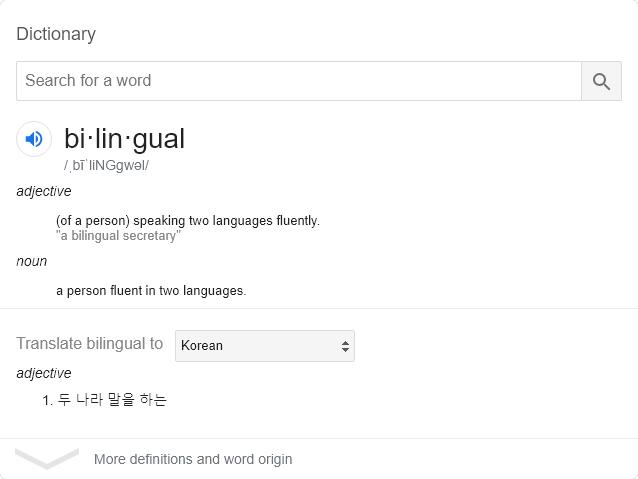 Dictionary
Search for a word
bi·lin·gual
/ˌbīˈliNGgwəl/
adjective
(of a person) speaking two languages fluently.
"a bilingual secretary"
noun
a person fluent in two languages.
Translate bilingual to Korean
adjective
1. 두 나라 말을 하는
More definitions and word origin